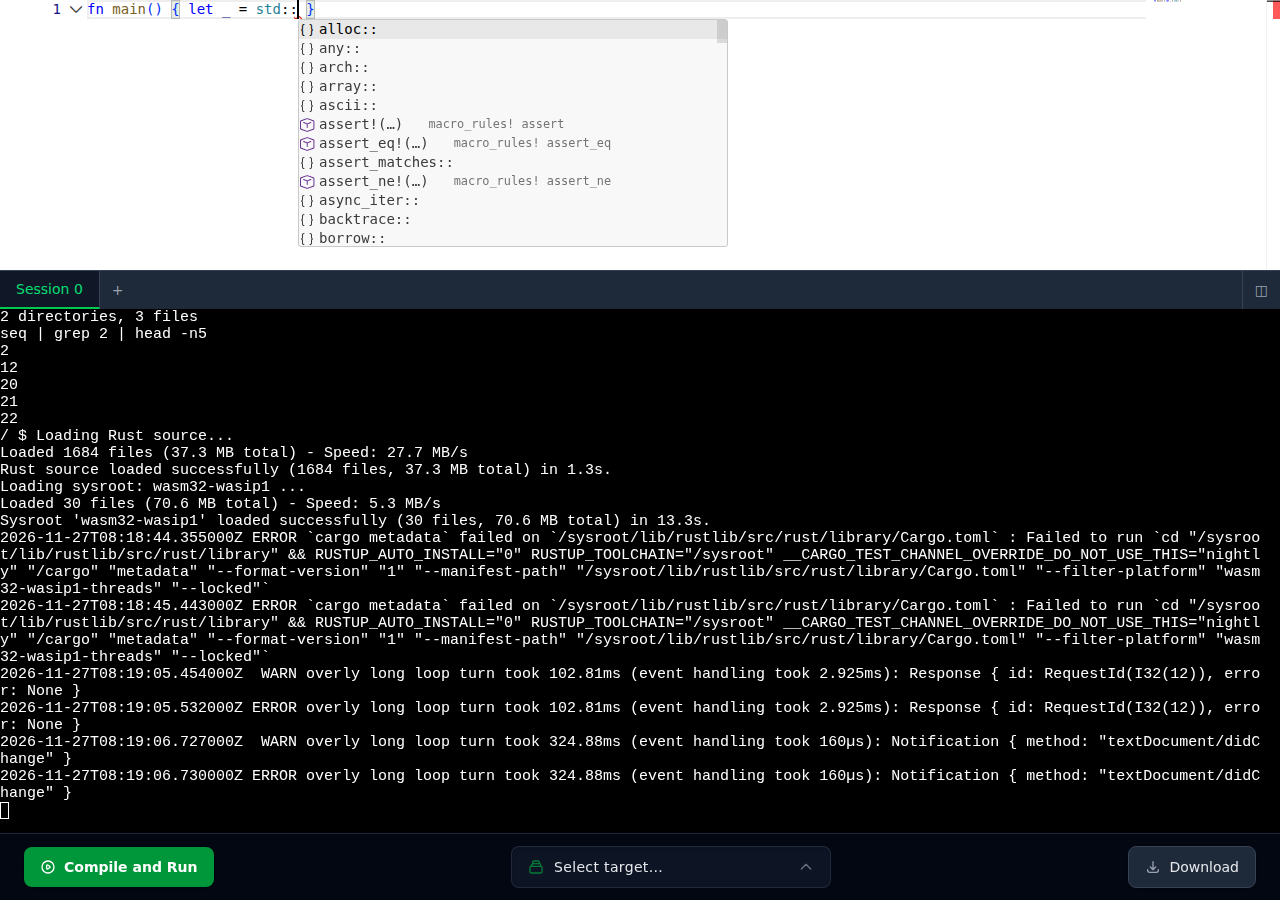 1 fn main() { let _ = std:: }
{} alloc::
{} any::
{} arch::
{} array::
{} ascii::
assert!(…) macro_rules! assert
assert_eq!(…) macro_rules! assert_eq
{} assert_matches::
assert_ne!(…) macro_rules! assert_ne
{} async_iter::
{} backtrace::
{} borrow::
Session 0 +
2 directories, 3 files
seq | grep 2 | head -n5
2
12
20
21
22
/ $ Loading Rust source...
Loaded 1684 files (37.3 MB total) - Speed: 27.7 MB/s
Rust source loaded successfully (1684 files, 37.3 MB total) in 1.3s.
Loading sysroot: wasm32-wasip1 ...
Loaded 30 files (70.6 MB total) - Speed: 5.3 MB/s
Sysroot 'wasm32-wasip1' loaded successfully (30 files, 70.6 MB total) in 13.3s.
2026-11-27T08:18:44.355000Z ERROR `cargo metadata` failed on `/sysroot/lib/rustlib/src/rust/library/Cargo.toml` : Failed to run `cd "/sysroo
t/lib/rustlib/src/rust/library" && RUSTUP_AUTO_INSTALL="0" RUSTUP_TOOLCHAIN="/sysroot" __CARGO_TEST_CHANNEL_OVERRIDE_DO_NOT_USE_THIS="nightl
y" "/cargo" "metadata" "--format-version" "1" "--manifest-path" "/sysroot/lib/rustlib/src/rust/library/Cargo.toml" "--filter-platform" "wasm
32-wasip1-threads" "--locked"`
2026-11-27T08:18:45.443000Z ERROR `cargo metadata` failed on `/sysroot/lib/rustlib/src/rust/library/Cargo.toml` : Failed to run `cd "/sysroo
t/lib/rustlib/src/rust/library" && RUSTUP_AUTO_INSTALL="0" RUSTUP_TOOLCHAIN="/sysroot" __CARGO_TEST_CHANNEL_OVERRIDE_DO_NOT_USE_THIS="nightl
y" "/cargo" "metadata" "--format-version" "1" "--manifest-path" "/sysroot/lib/rustlib/src/rust/library/Cargo.toml" "--filter-platform" "wasm
32-wasip1-threads" "--locked"`
2026-11-27T08:19:05.454000Z  WARN overly long loop turn took 102.81ms (event handling took 2.925ms): Response { id: RequestId(I32(12)), erro
r: None }
2026-11-27T08:19:05.532000Z ERROR overly long loop turn took 102.81ms (event handling took 2.925ms): Response { id: RequestId(I32(12)), erro
r: None }
2026-11-27T08:19:06.727000Z  WARN overly long loop turn took 324.88ms (event handling took 160µs): Notification { method: "textDocument/didC
hange" }
2026-11-27T08:19:06.730000Z ERROR overly long loop turn took 324.88ms (event handling took 160µs): Notification { method: "textDocument/didC
hange" }
Compile and Run
Select target...
Download